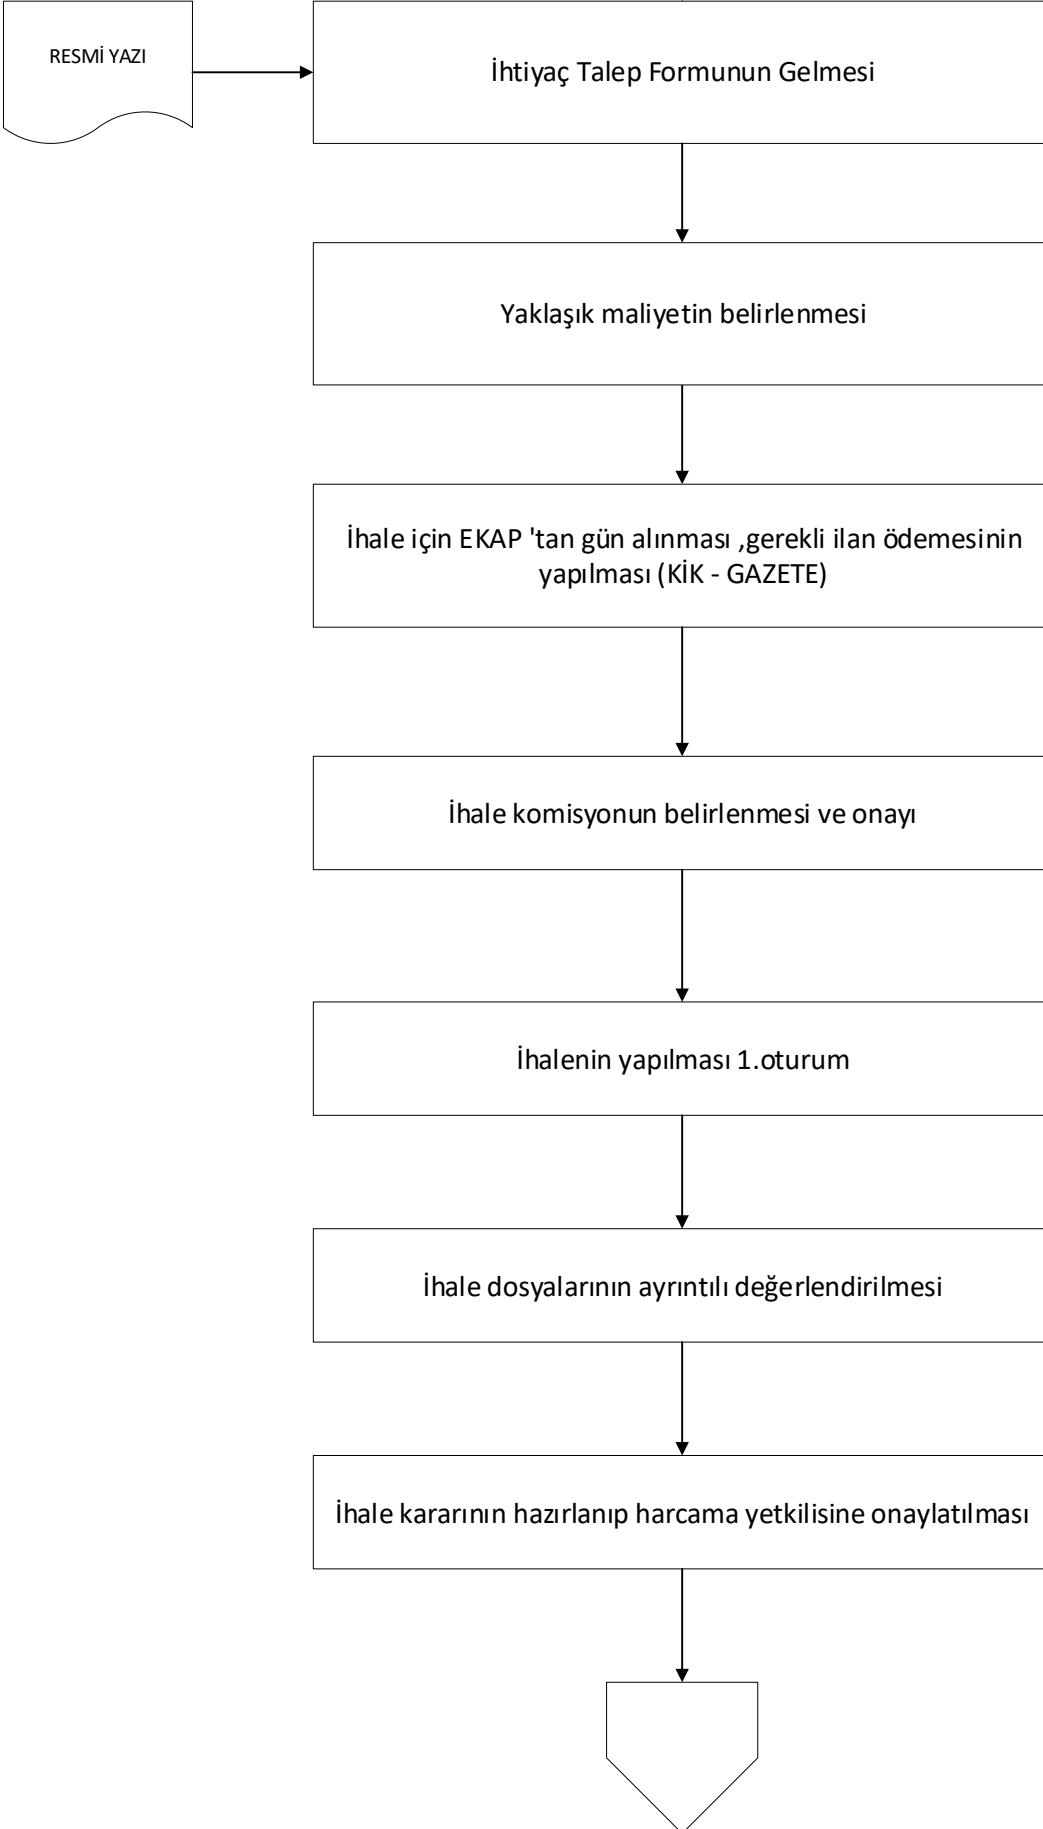 RESMİ YAZI
İhtiyaç Talep Formunun Gelmesi
Yaklaşık maliyetin belirlenmesi
İhale için EKAP 'tan gün alınması ,gerekli ilan ödemesinin
yapılması (KİK - GAZETE)
İhale komisyonun belirlenmesi ve onayı
İhalenin yapılması 1.oturum
İhale dosyalarının ayrıntılı değerlendirilmesi
İhale kararının hazırlanıp harcama yetkilisine onaylatılması